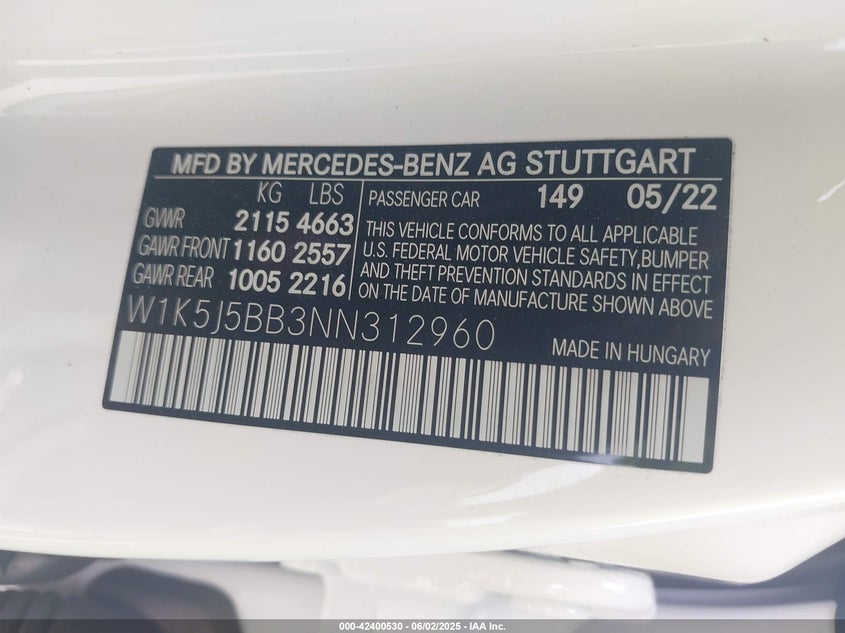 MFD BY MERCEDES-BENZ AG STUTTGART
KG LBS
GVWR 2115 4663
GAWR FRONT 1160 2557
GAWR REAR 1005 2216
PASSENGER CAR 149 05/22
THIS VEHICLE CONFORMS TO ALL APPLICABLE
U.S. FEDERAL MOTOR VEHICLE SAFETY,BUMPER
AND THEFT PREVENTION STANDARDS IN EFFECT
ON THE DATE OF MANUFACTURE SHOWN ABOVE
W1K5J5BB3NN312960
MADE IN HUNGARY
000-42400530 - 06/02/2025 - IAA Inc.